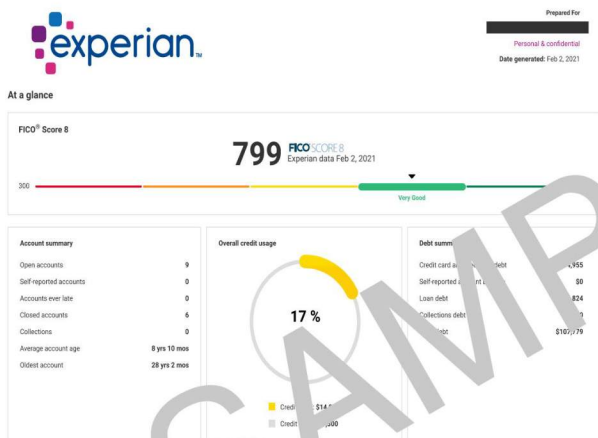 experian™
Prepared For
Personal & confidential
Date generated: Feb 2, 2021
At a glance
FICO® Score 8
799 FICO SCORE 8
Experian data Feb 2, 2021
300
Very Good
Account summary
Open accounts 9
Self-reported accounts 0
Accounts ever late 0
Closed accounts 6
Collections 0
Average account age 8 yrs 10 mos
Oldest account 28 yrs 2 mos
Overall credit usage
17 %
Credit
Credit
Debt
Credit card debt
Self-reported $0
Loan debt
Collections debt
$107,779
SAMP